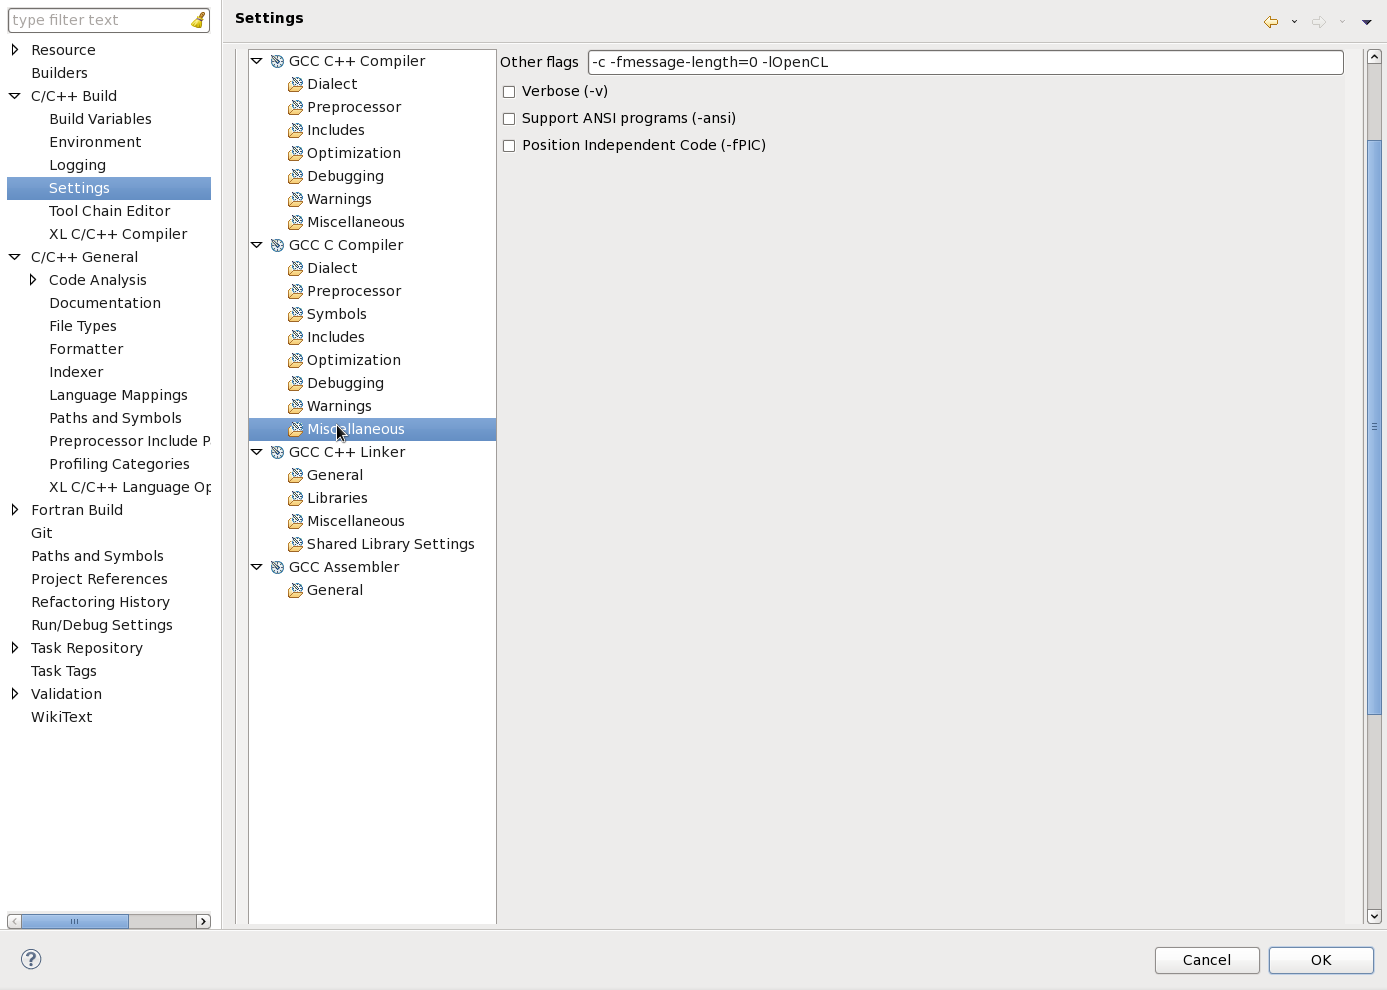 type filter text
Resource
Builders
C/C++ Build
Build Variables
Environment
Logging
Settings
Tool Chain Editor
XL C/C++ Compiler
C/C++ General
Code Analysis
Documentation
File Types
Formatter
Indexer
Language Mappings
Paths and Symbols
Preprocessor Include P
Profiling Categories
XL C/C++ Language Op
Fortran Build
Git
Paths and Symbols
Project References
Refactoring History
Run/Debug Settings
Task Repository
Task Tags
Validation
WikiText
Settings
GCC C++ Compiler
Dialect
Preprocessor
Includes
Optimization
Debugging
Warnings
Miscellaneous
GCC C Compiler
Dialect
Preprocessor
Symbols
Includes
Optimization
Debugging
Warnings
Miscellaneous
GCC C++ Linker
General
Libraries
Miscellaneous
Shared Library Settings
GCC Assembler
General
Other flags -c -fmessage-length=0 -lOpenCL
Verbose (-v)
Support ANSI programs (-ansi)
Position Independent Code (-fPIC)
Cancel
OK